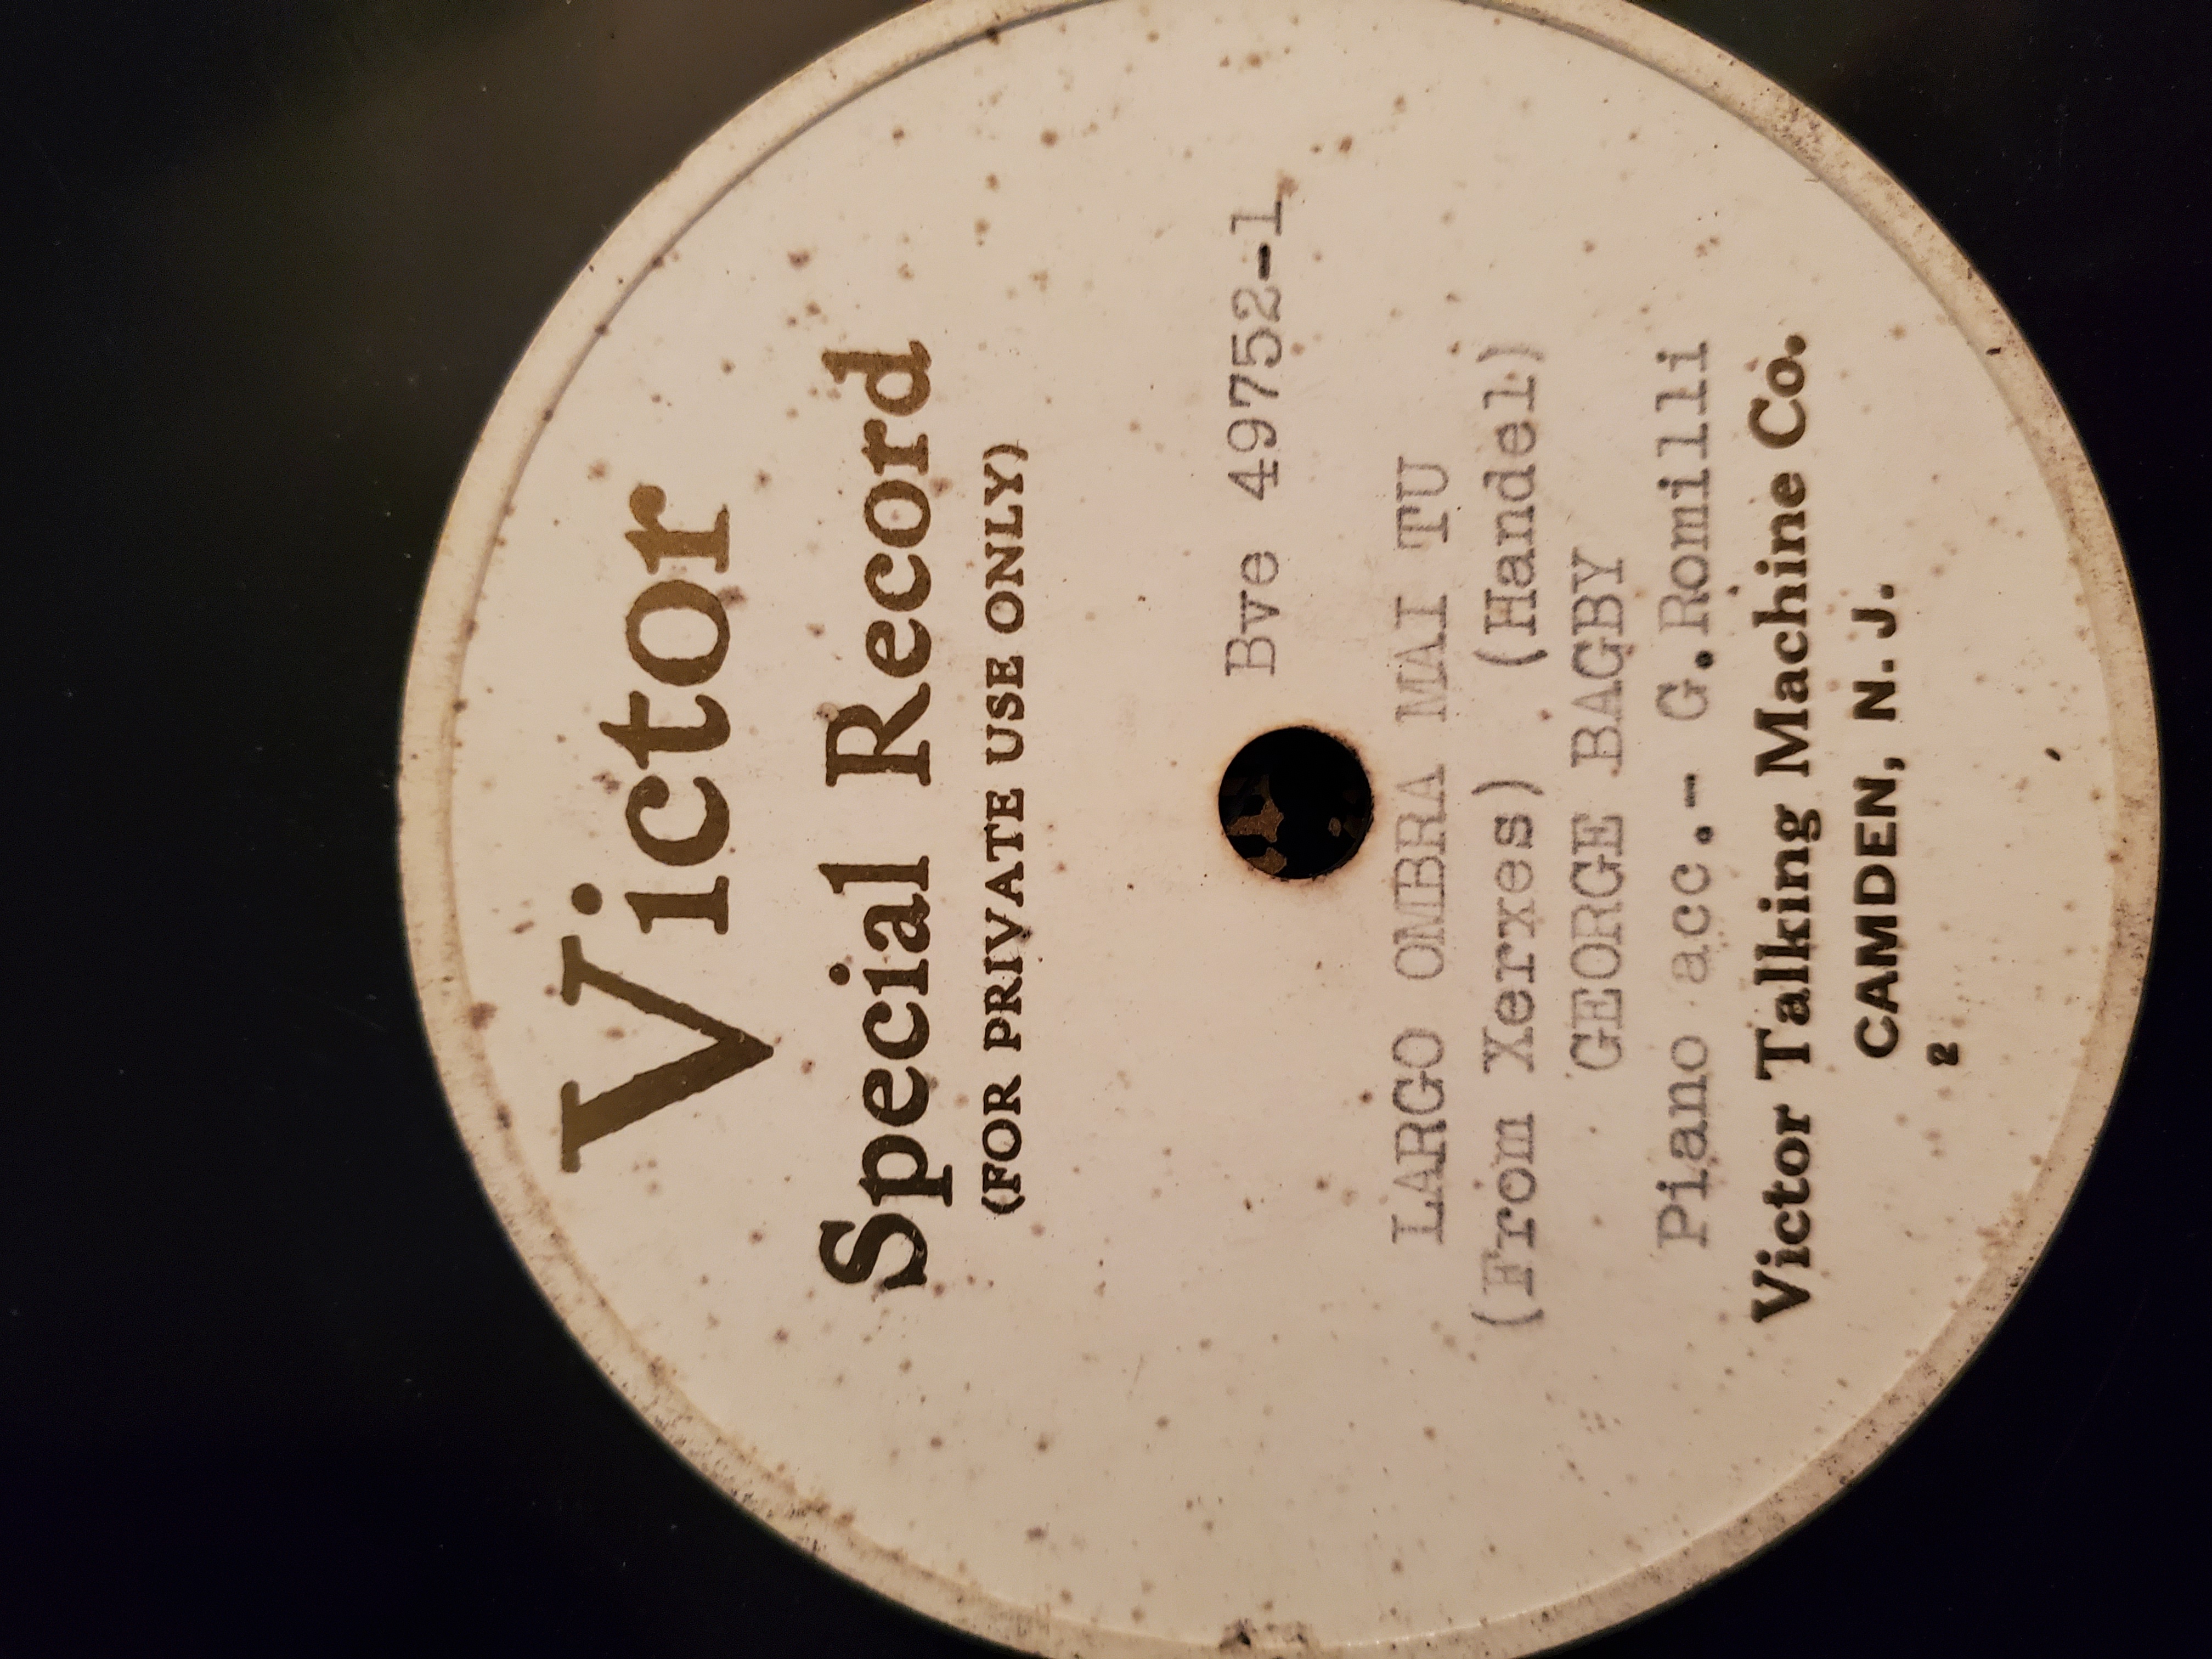 Victor
Special Record
(FOR PRIVATE USE ONLY)
Bve 49752-1
LARGO OMBRA MAI TU
(From Xerxes) (Handel)
GEORGE BAGBY
Piano acc.- G.Romilli
Victor Talking Machine Co.
CAMDEN, N.J.
2